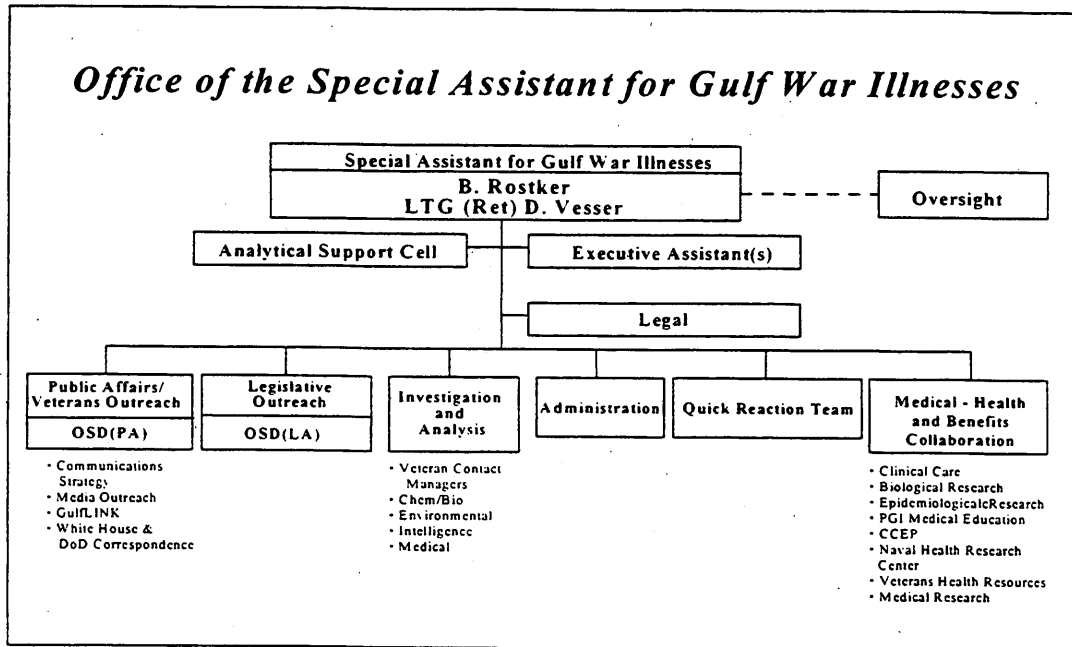 Office of the Special Assistant for Gulf War Illnesses
Special Assistant for Gulf War Illnesses
B. Rostker
LTG (Ret) D. Vesser
Oversight
Analytical Support Cell
Executive Assistant(s)
Legal
Public Affairs/
Veterans Outreach
OSD(PA)
• Communications
Strategy
• Media Outreach
• GulfLINK
• White House &
DoD Correspondence
Legislative
Outreach
OSD(LA)
Investigation
and
Analysis
• Veteran Contact
Managers
• Chem/Bio
• Environmental
• Intelligence
• Medical
Administration
Quick Reaction Team
Medical - Health
and Benefits
Collaboration
• Clinical Care
• Biological Research
• EpidemiologicalcResearch
• PGI Medical Education
• CCEP
• Naval Health Research
Center
• Veterans Health Resources
• Medical Research